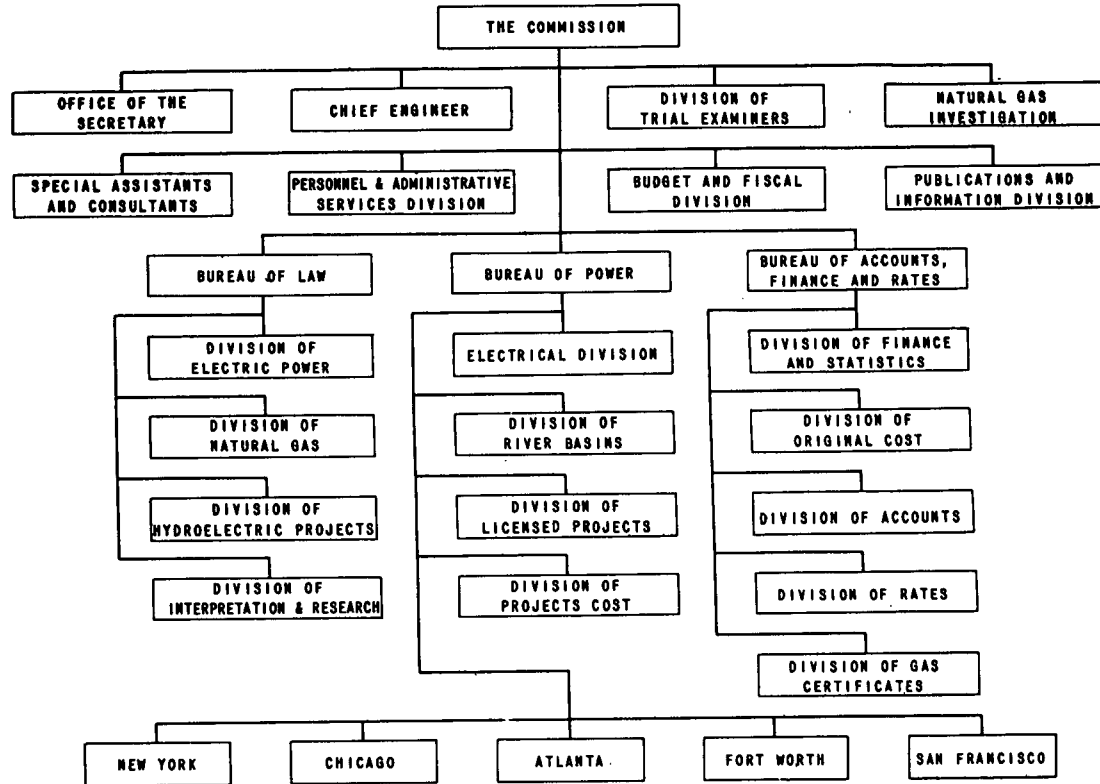 THE COMMISSION
OFFICE OF THE
SECRETARY
CHIEF ENGINEER
DIVISION OF
TRIAL EXAMINERS
NATURAL GAS
INVESTIGATION
SPECIAL ASSISTANTS
AND CONSULTANTS
PERSONNEL & ADMINISTRATIVE
SERVICES DIVISION
BUDGET AND FISCAL
DIVISION
PUBLICATIONS AND
INFORMATION DIVISION
BUREAU OF LAW
BUREAU OF POWER
BUREAU OF ACCOUNTS,
FINANCE AND RATES
DIVISION OF
ELECTRIC POWER
ELECTRICAL DIVISION
DIVISION OF FINANCE
AND STATISTICS
DIVISION OF
NATURAL GAS
DIVISION OF
RIVER BASINS
DIVISION OF
ORIGINAL COST
DIVISION OF
HYDROELECTRIC PROJECTS
DIVISION OF
LICENSED PROJECTS
DIVISION OF ACCOUNTS
DIVISION OF
INTERPRETATION & RESEARCH
DIVISION OF
PROJECTS COST
DIVISION OF RATES
DIVISION OF GAS
CERTIFICATES
NEW YORK
CHICAGO
ATLANTA
FORT WORTH
SAN FRANCISCO